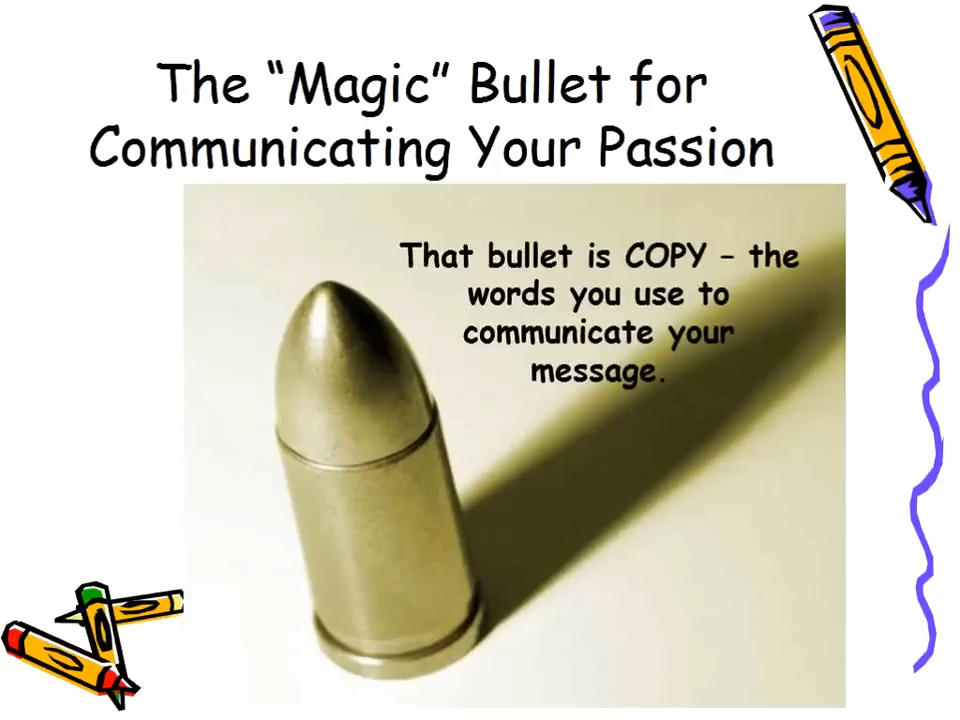 The “Magic” Bullet for
Communicating Your Passion
That bullet is COPY – the
words you use to
communicate your
message.